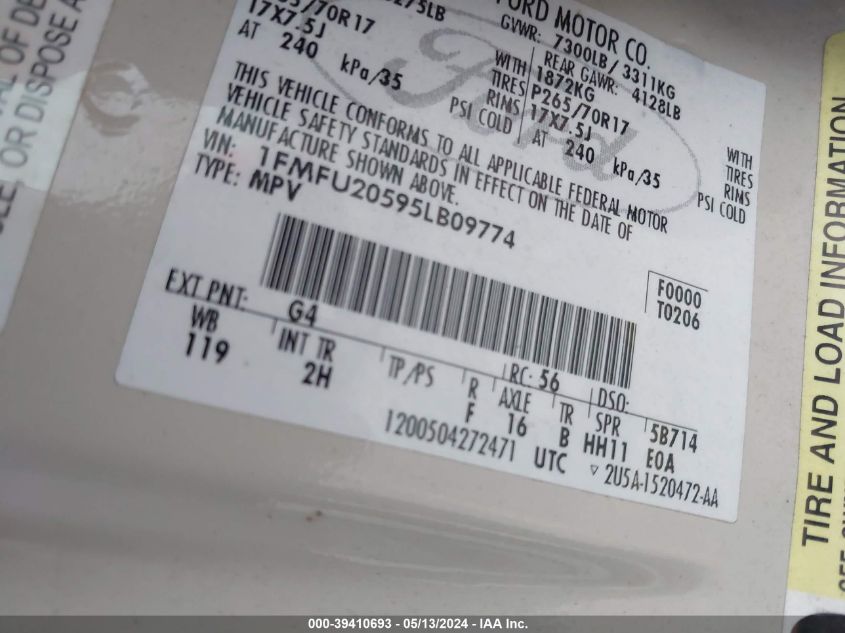 FORD MOTOR CO.
GVWR: 7300LB / 3311KG
REAR GAWR: 4128LB
1872KG
70R17 WITH TIRES P265/70R17 WITH TIRES
17X7.5J RIMS 17X7.5J RIMS
AT 240 kPa/35 PSI COLD AT 240 kPa/35 PSI COLD
THIS VEHICLE CONFORMS TO ALL APPLICABLE FEDERAL MOTOR
VEHICLE SAFETY STANDARDS IN EFFECT ON THE DATE OF
MANUFACTURE SHOWN ABOVE.
VIN: 1FMFU20595LB09774
TYPE: MPV
F0000
T0206
EXT PNT: G4
RC: 56 DSO:
WB INT TR TP/PS R AXLE TR SPR 5B714
119 2H F 16 B HH11 E0A
1200504272471 UTC ▽ 2U5A-1520472-AA
Ford
OR DISPOSE
TIRE AND LOAD INFORMATION
000-39410693 - 05/13/2024 - IAA Inc.